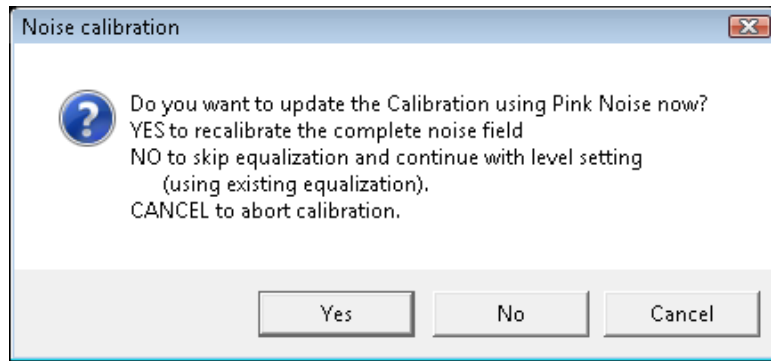 Noise calibration
Do you want to update the Calibration using Pink Noise now?
YES to recalibrate the complete noise field
NO to skip equalization and continue with level setting
(using existing equalization).
CANCEL to abort calibration.
Yes No Cancel